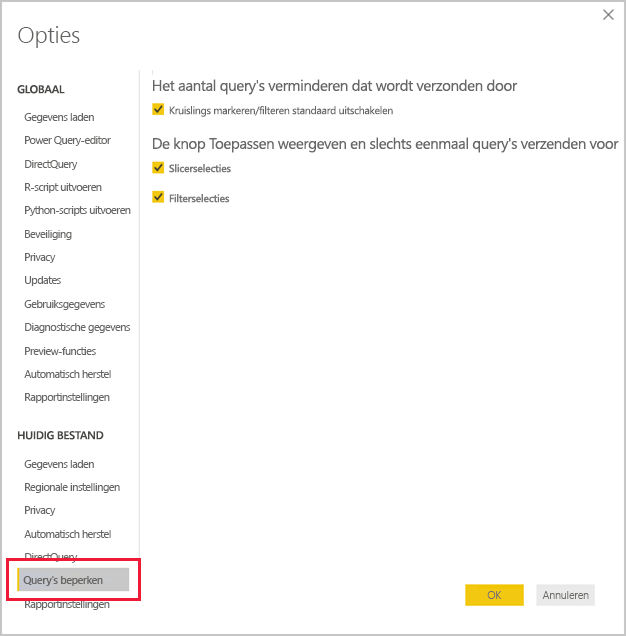 Opties
GLOBAAL
Gegevens laden
Power Query-editor
DirectQuery
R-script uitvoeren
Python-scripts uitvoeren
Beveiliging
Privacy
Updates
Gebruiksgegevens
Diagnostische gegevens
Preview-functies
Automatisch herstel
Rapportinstellingen
HUIDIG BESTAND
Gegevens laden
Regionale instellingen
Privacy
Automatisch herstel
DirectQuery
Query's beperken
Rapportinstellingen
Het aantal query's verminderen dat wordt verzonden door
Kruislings markeren/filteren standaard uitschakelen
De knop Toepassen weergeven en slechts eenmaal query's verzenden voor
Slicerselecties
Filterselecties
OK
Annuleren